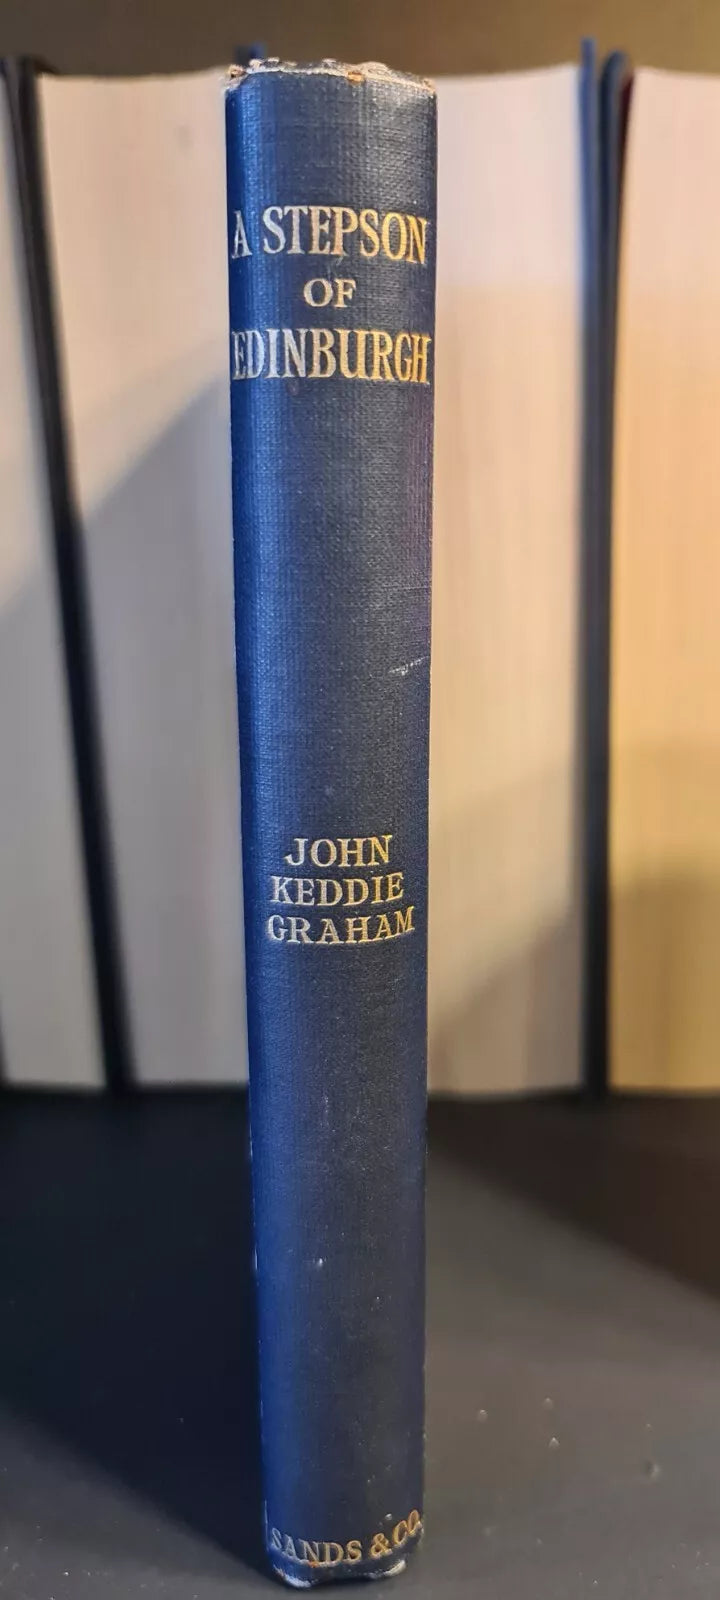 A STEPSON
OF
EDINBURGH
JOHN
KEDDIE
GRAHAM
SANDS & CO.